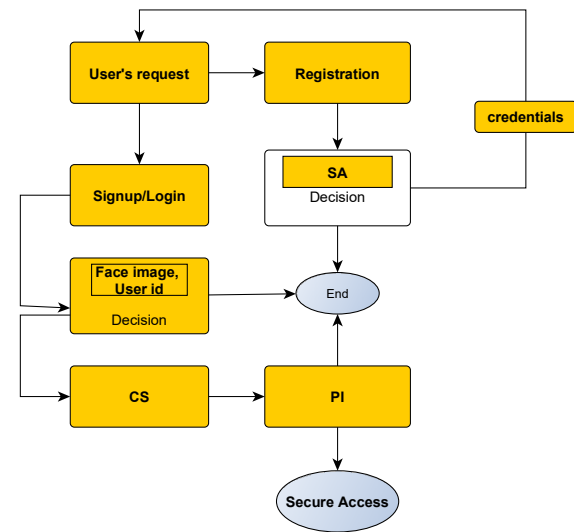 User's request
Registration
credentials
Signup/Login
SA
Decision
Face image,
User id
Decision
End
CS
PI
Secure Access